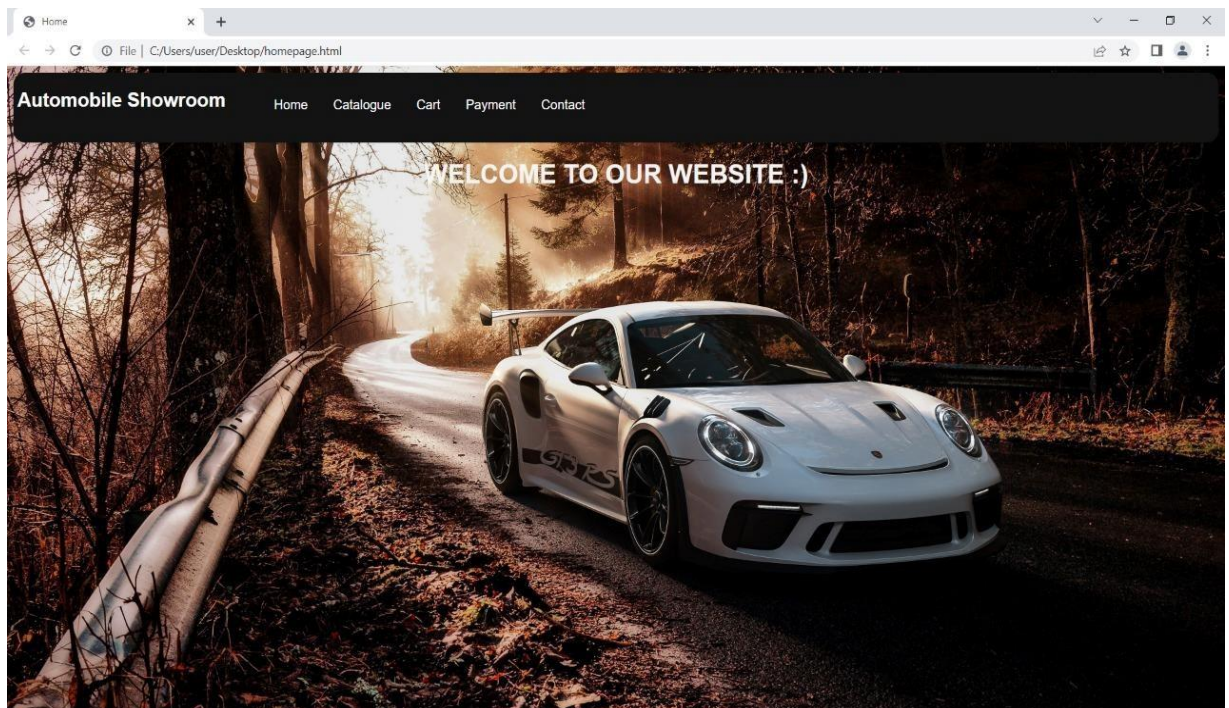 Home
File | C:/Users/user/Desktop/homepage.html
Automobile Showroom Home Catalogue Cart Payment Contact
WELCOME TO OUR WEBSITE :)
GT3 RS